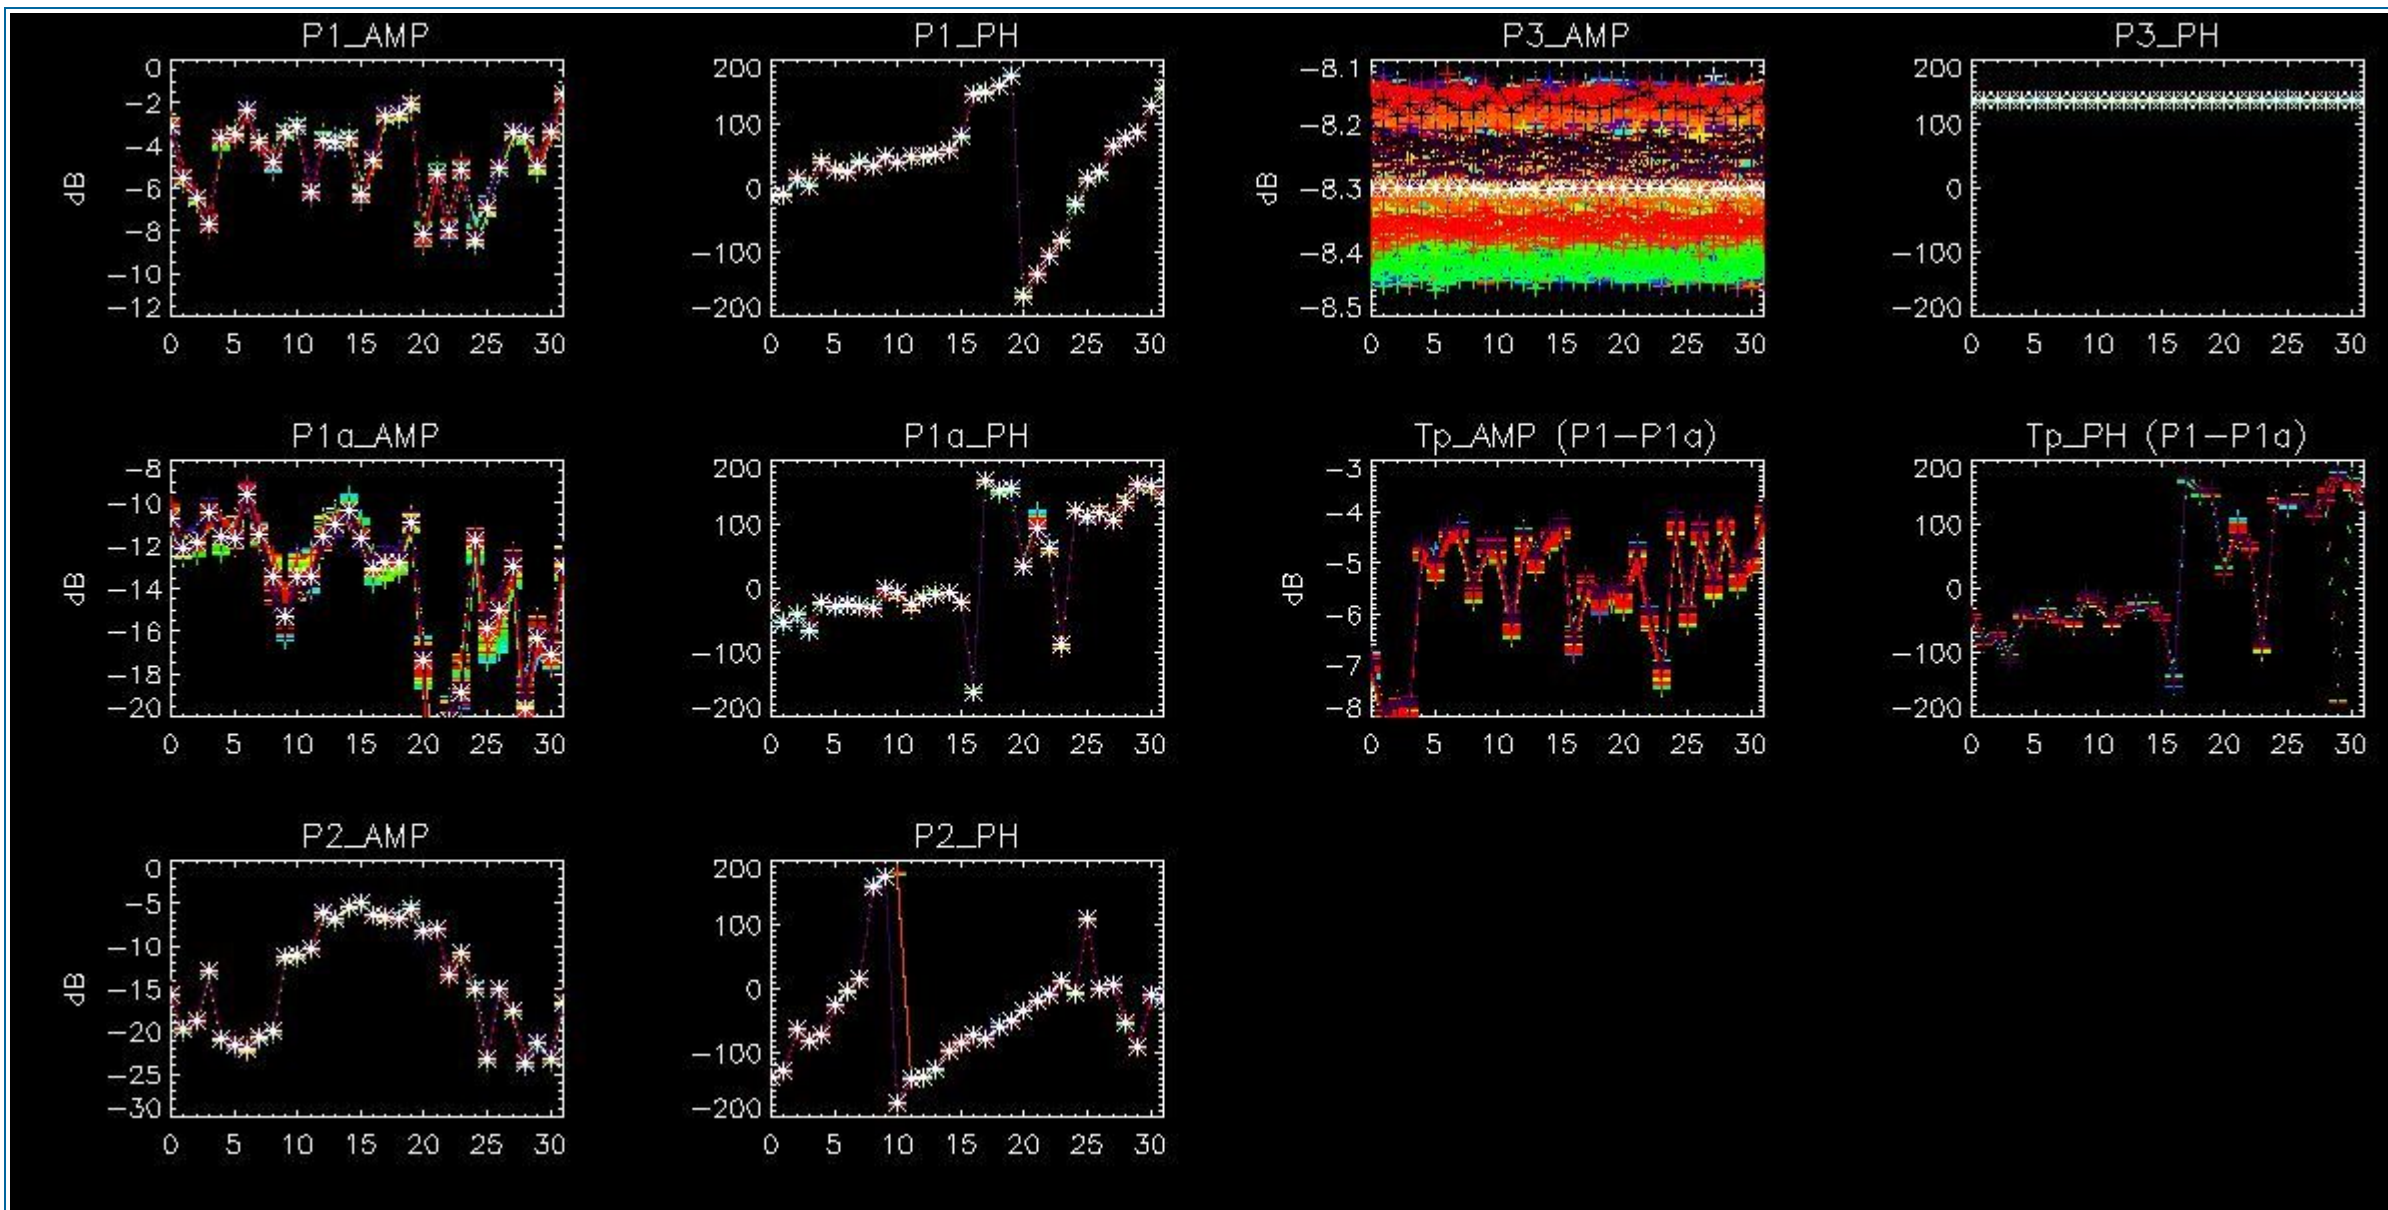 P1_AMP P1_PH P3_AMP P3_PH
0 200 −8.1 200
−2
−4 100 −8.2 100
dB −6 0 dB −8.3 0
−8
−10 −100 −8.4 −100
−12 −200 −8.5 −200
0 5 10 15 20 25 30 0 5 10 15 20 25 30 0 5 10 15 20 25 30 0 5 10 15 20 25 30
P1a_AMP P1a_PH Tp_AMP (P1−P1a) Tp_PH (P1−P1a)
−8 200 −3 200
−10 100 −4 100
−12
dB −14 0 dB −5 0
−16 −6
−18 −100 −7 −100
−20 −200 −8 −200
0 5 10 15 20 25 30 0 5 10 15 20 25 30 0 5 10 15 20 25 30 0 5 10 15 20 25 30
P2_AMP P2_PH
0 200
−5 100
−10
dB −15 0
−20 −100
−25
−30 −200
0 5 10 15 20 25 30 0 5 10 15 20 25 30